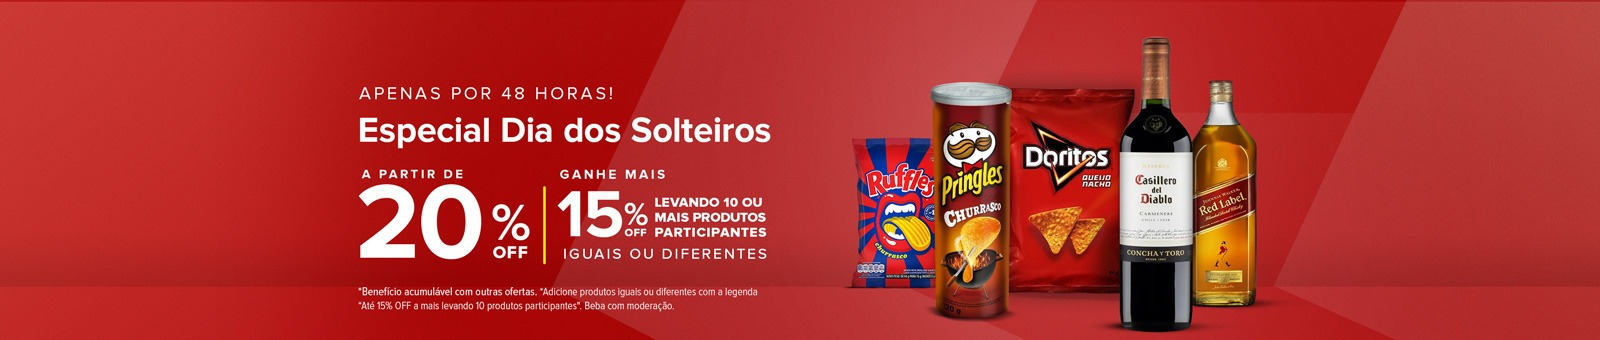 APENAS POR 48 HORAS!
Especial Dia dos Solteiros
A PARTIR DE
20% OFF
GANHE MAIS
15% OFF
LEVANDO 10 OU
MAIS PRODUTOS
PARTICIPANTES
IGUAIS OU DIFERENTES
*Benefício acumulável com outras ofertas. *Adicione produtos iguais ou diferentes com a legenda
"Até 15% OFF a mais levando 10 produtos participantes". Beba com moderação.
Ruffles
churrasco
Pringles
CHURRASCO
120 g
Doritos
QUEIJO
NACHO
Casillero
del
Diablo
CARMENERE
CONCHA Y TORO
Red Label